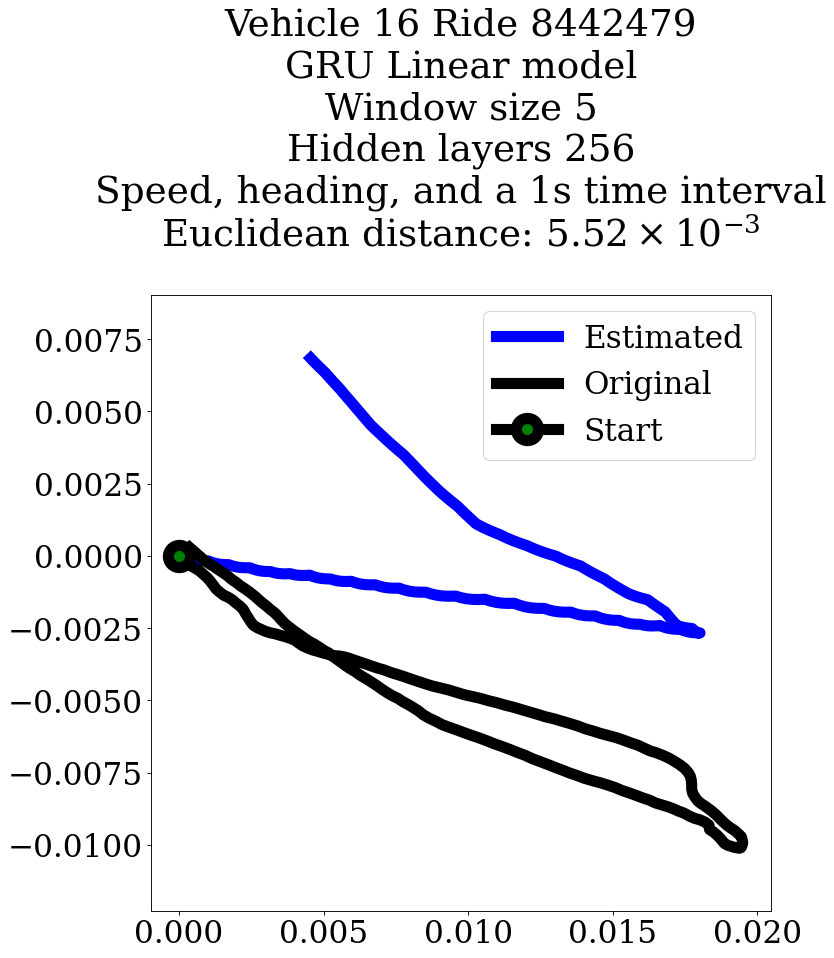 Vehicle 16 Ride 8442479
GRU Linear model
Window size 5
Hidden layers 256
Speed, heading, and a 1s time interval
Euclidean distance: 5.52 × 10⁻³
Estimated
Original
Start
0.0075
0.0050
0.0025
0.0000
−0.0025
−0.0050
−0.0075
−0.0100
0.000 0.005 0.010 0.015 0.020